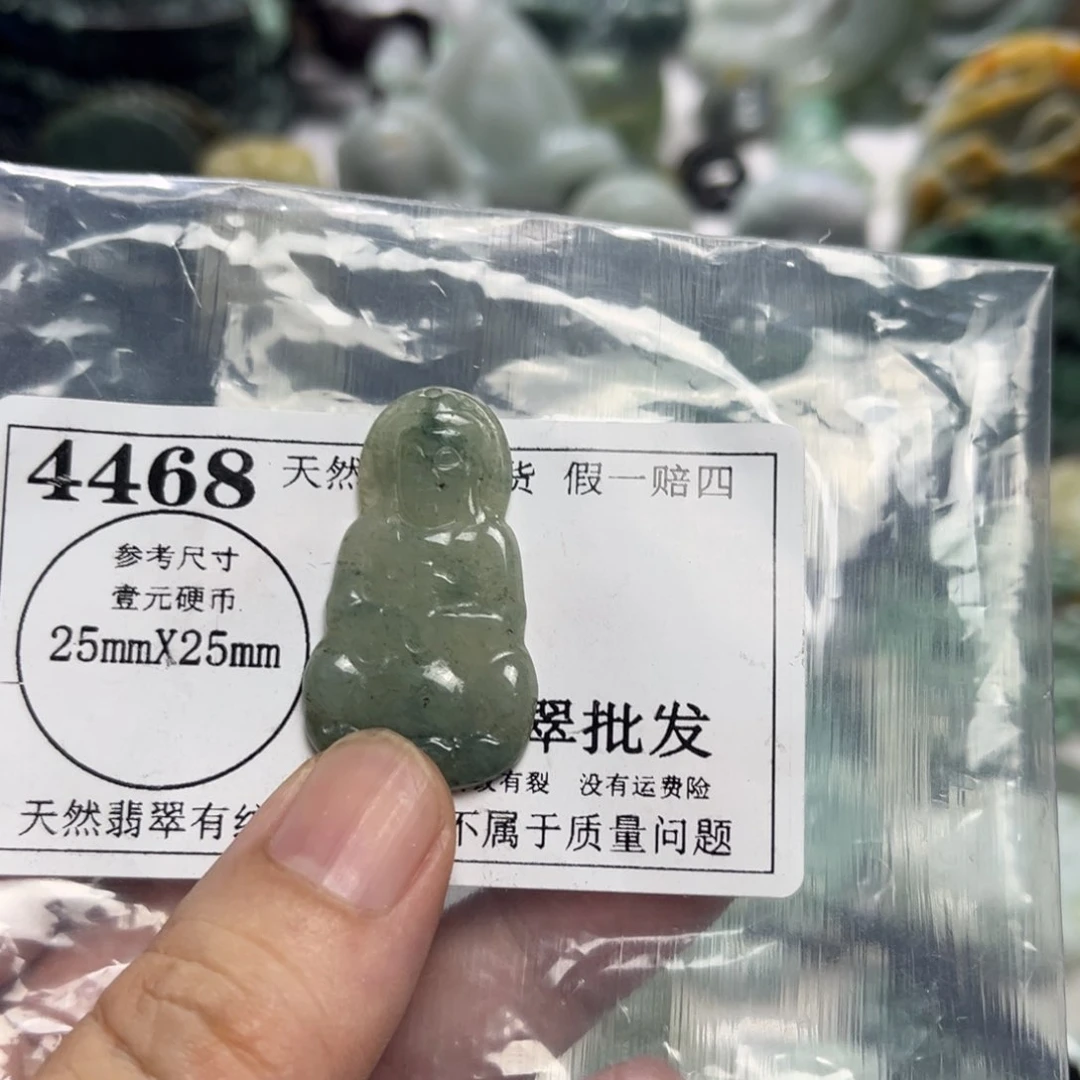 4468 天然 货 假一赔四
参考尺寸
壹元硬币
25mmX25mm
翠批发
有裂 没有运费险
天然翡翠有纹 不属于质量问题